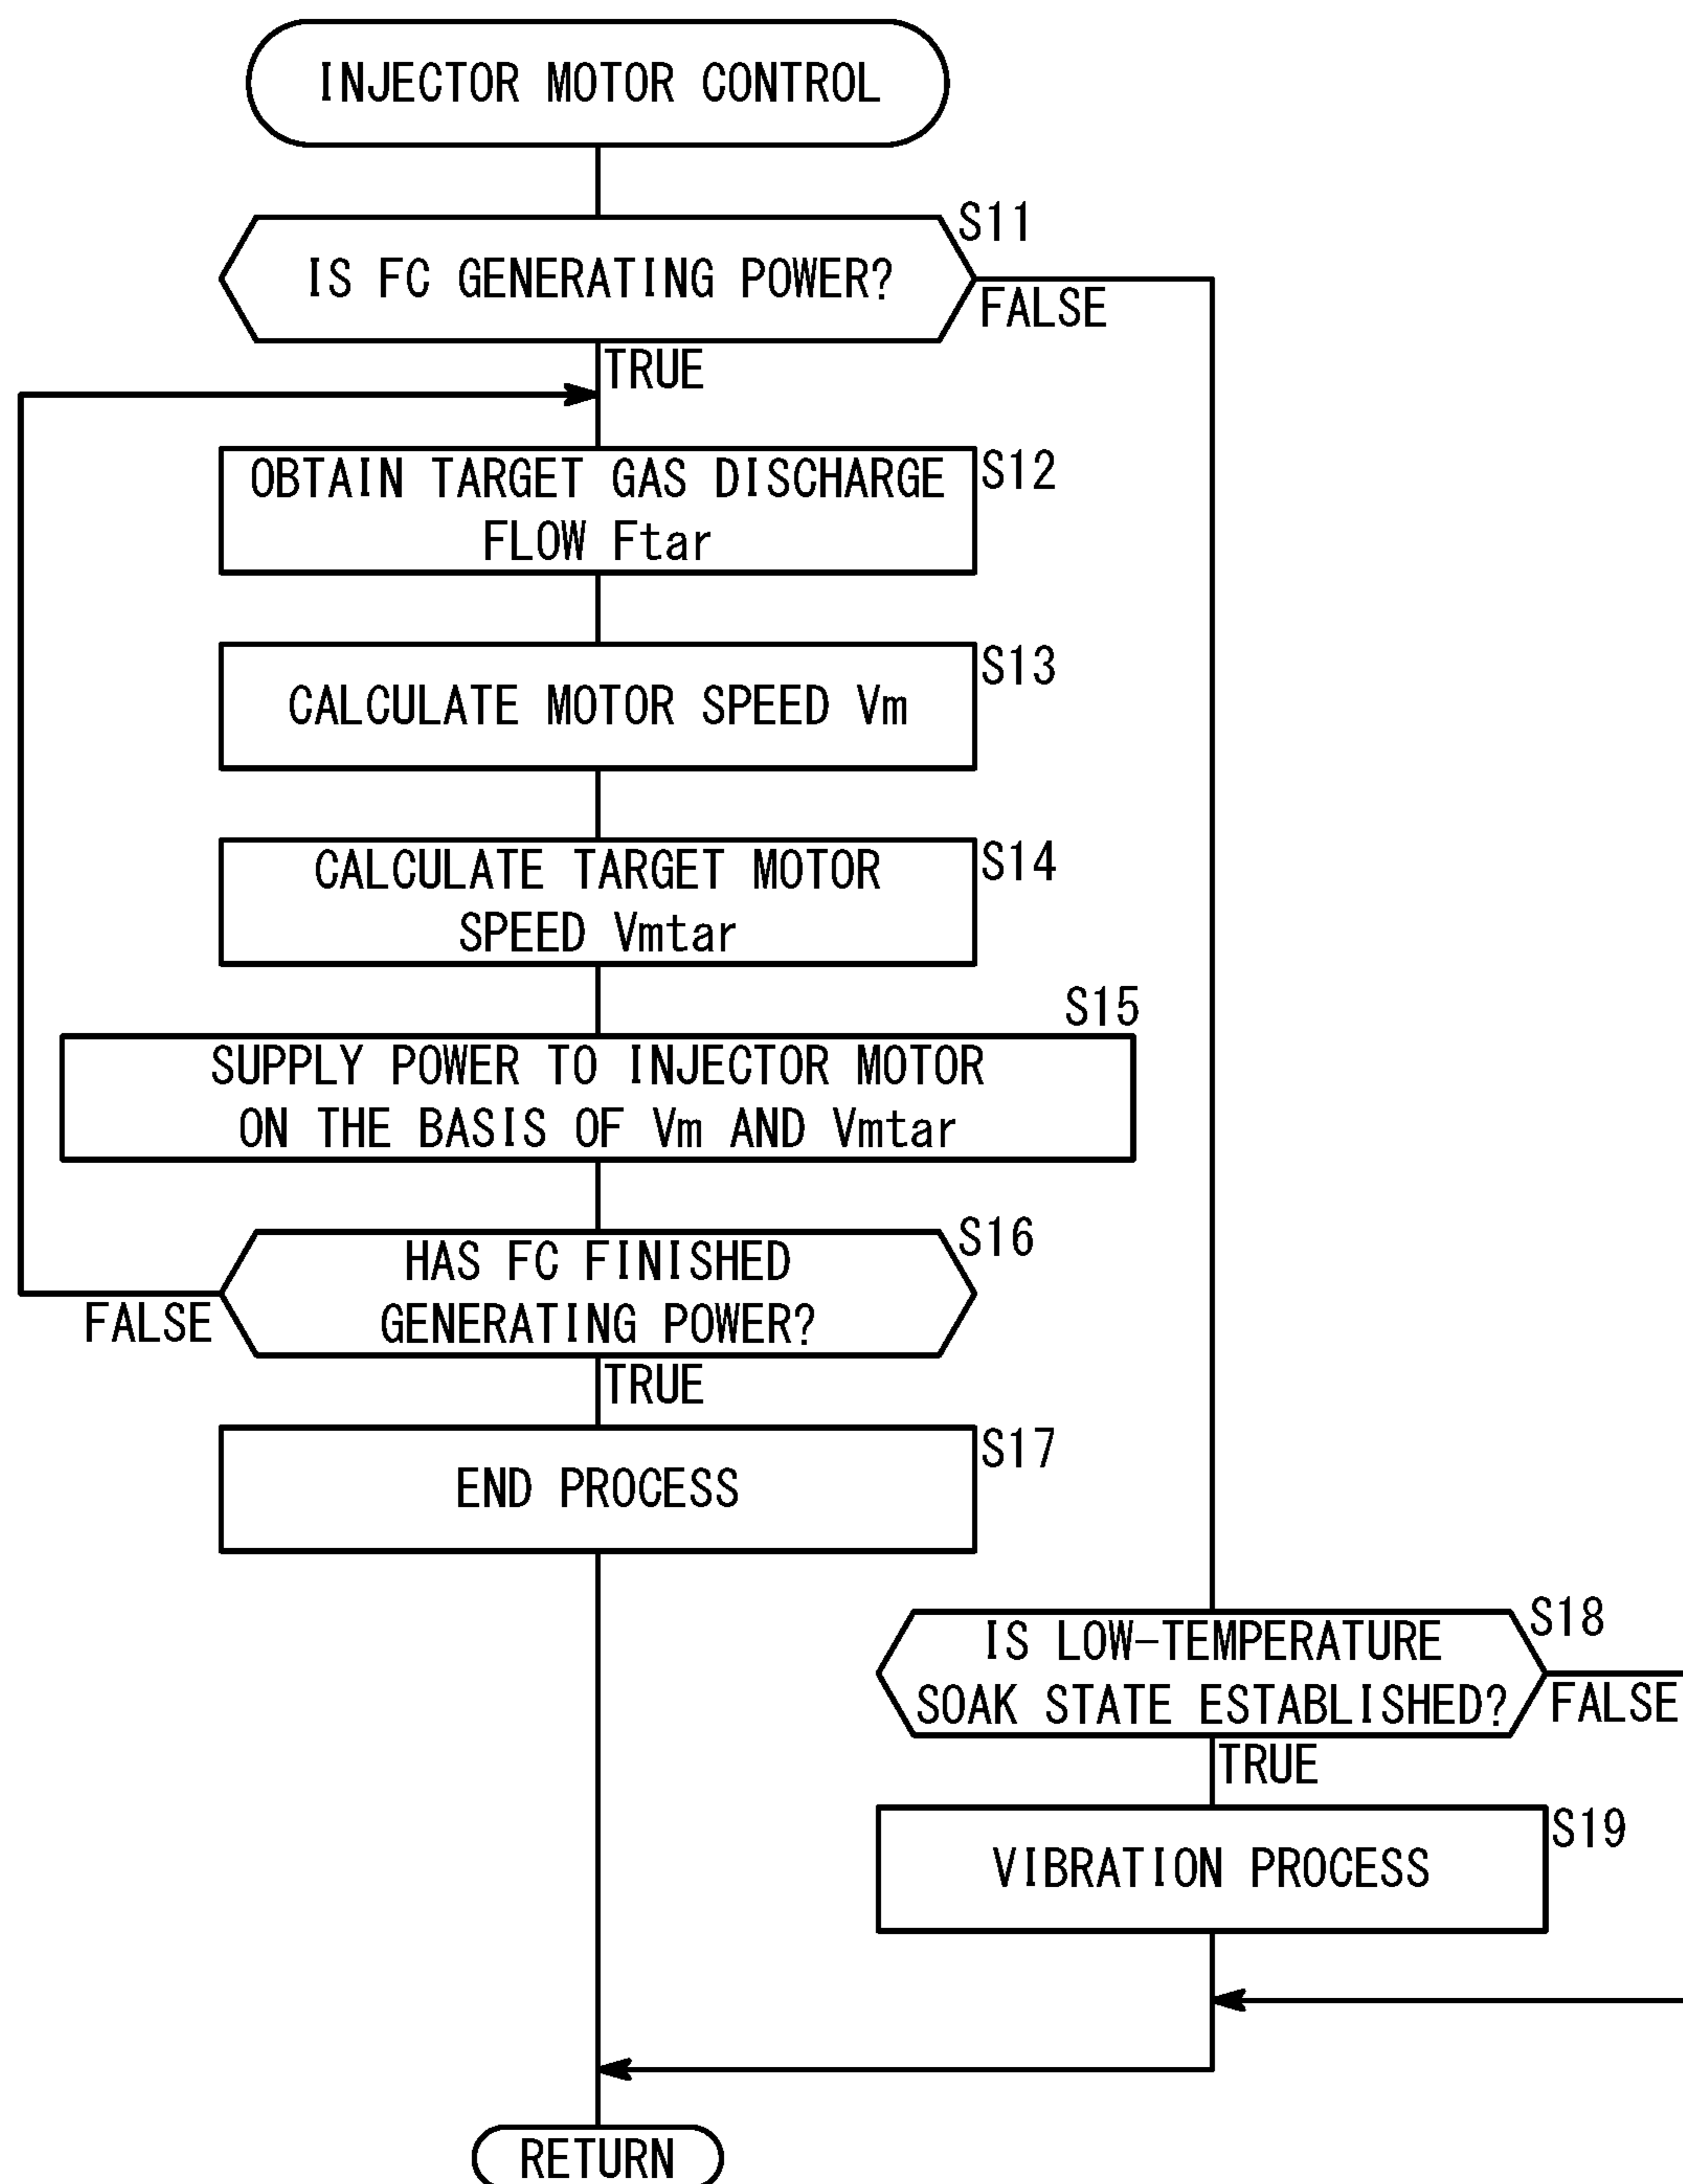 INJECTOR MOTOR CONTROL
S11
IS FC GENERATING POWER?
FALSE
TRUE
S12
OBTAIN TARGET GAS DISCHARGE
FLOW Ftar
S13
CALCULATE MOTOR SPEED Vm
S14
CALCULATE TARGET MOTOR
SPEED Vmtar
S15
SUPPLY POWER TO INJECTOR MOTOR
ON THE BASIS OF Vm AND Vmtar
S16
HAS FC FINISHED
GENERATING POWER?
FALSE
TRUE
S17
END PROCESS
S18
IS LOW-TEMPERATURE
SOAK STATE ESTABLISHED?
FALSE
TRUE
S19
VIBRATION PROCESS
RETURN